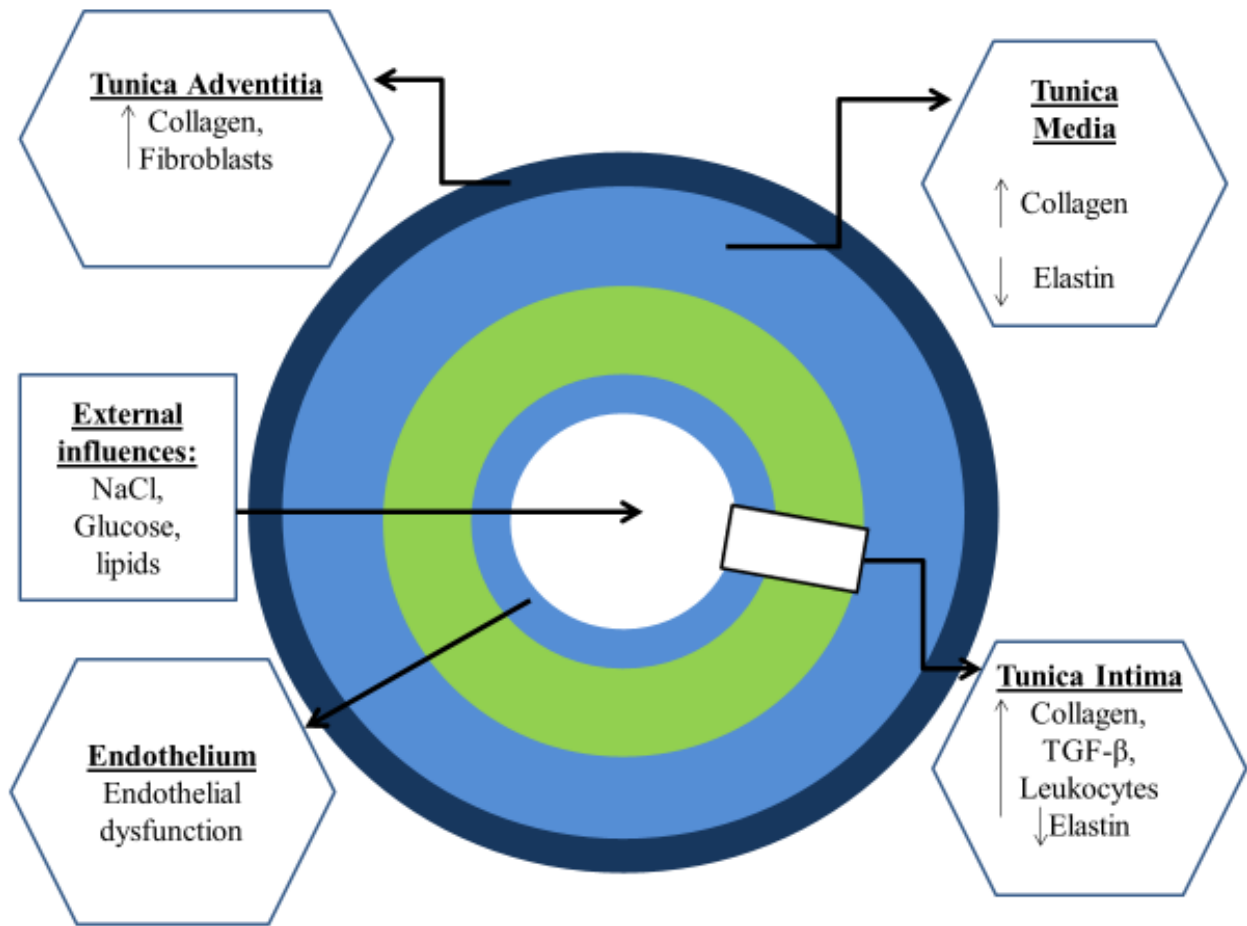 Tunica Adventitia
↑ Collagen,
Fibroblasts
Tunica
Media
↑ Collagen
↓ Elastin
External
influences:
NaCl,
Glucose,
lipids
Endothelium
Endothelial
dysfunction
Tunica Intima
↑ Collagen,
TGF-β,
Leukocytes
↓Elastin